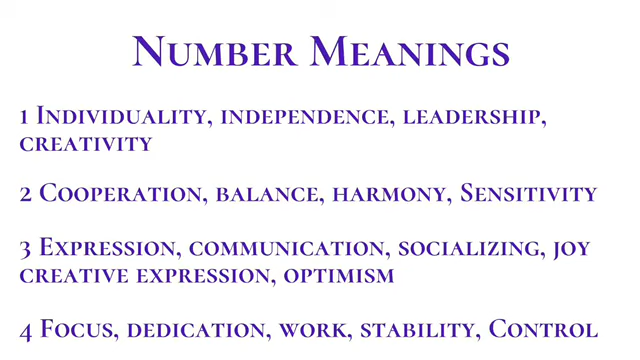 Number Meanings
1 Individuality, independence, leadership,
creativity
2 Cooperation, balance, harmony, Sensitivity
3 Expression, communication, socializing, joy
creative expression, optimism
4 Focus, dedication, work, stability, Control